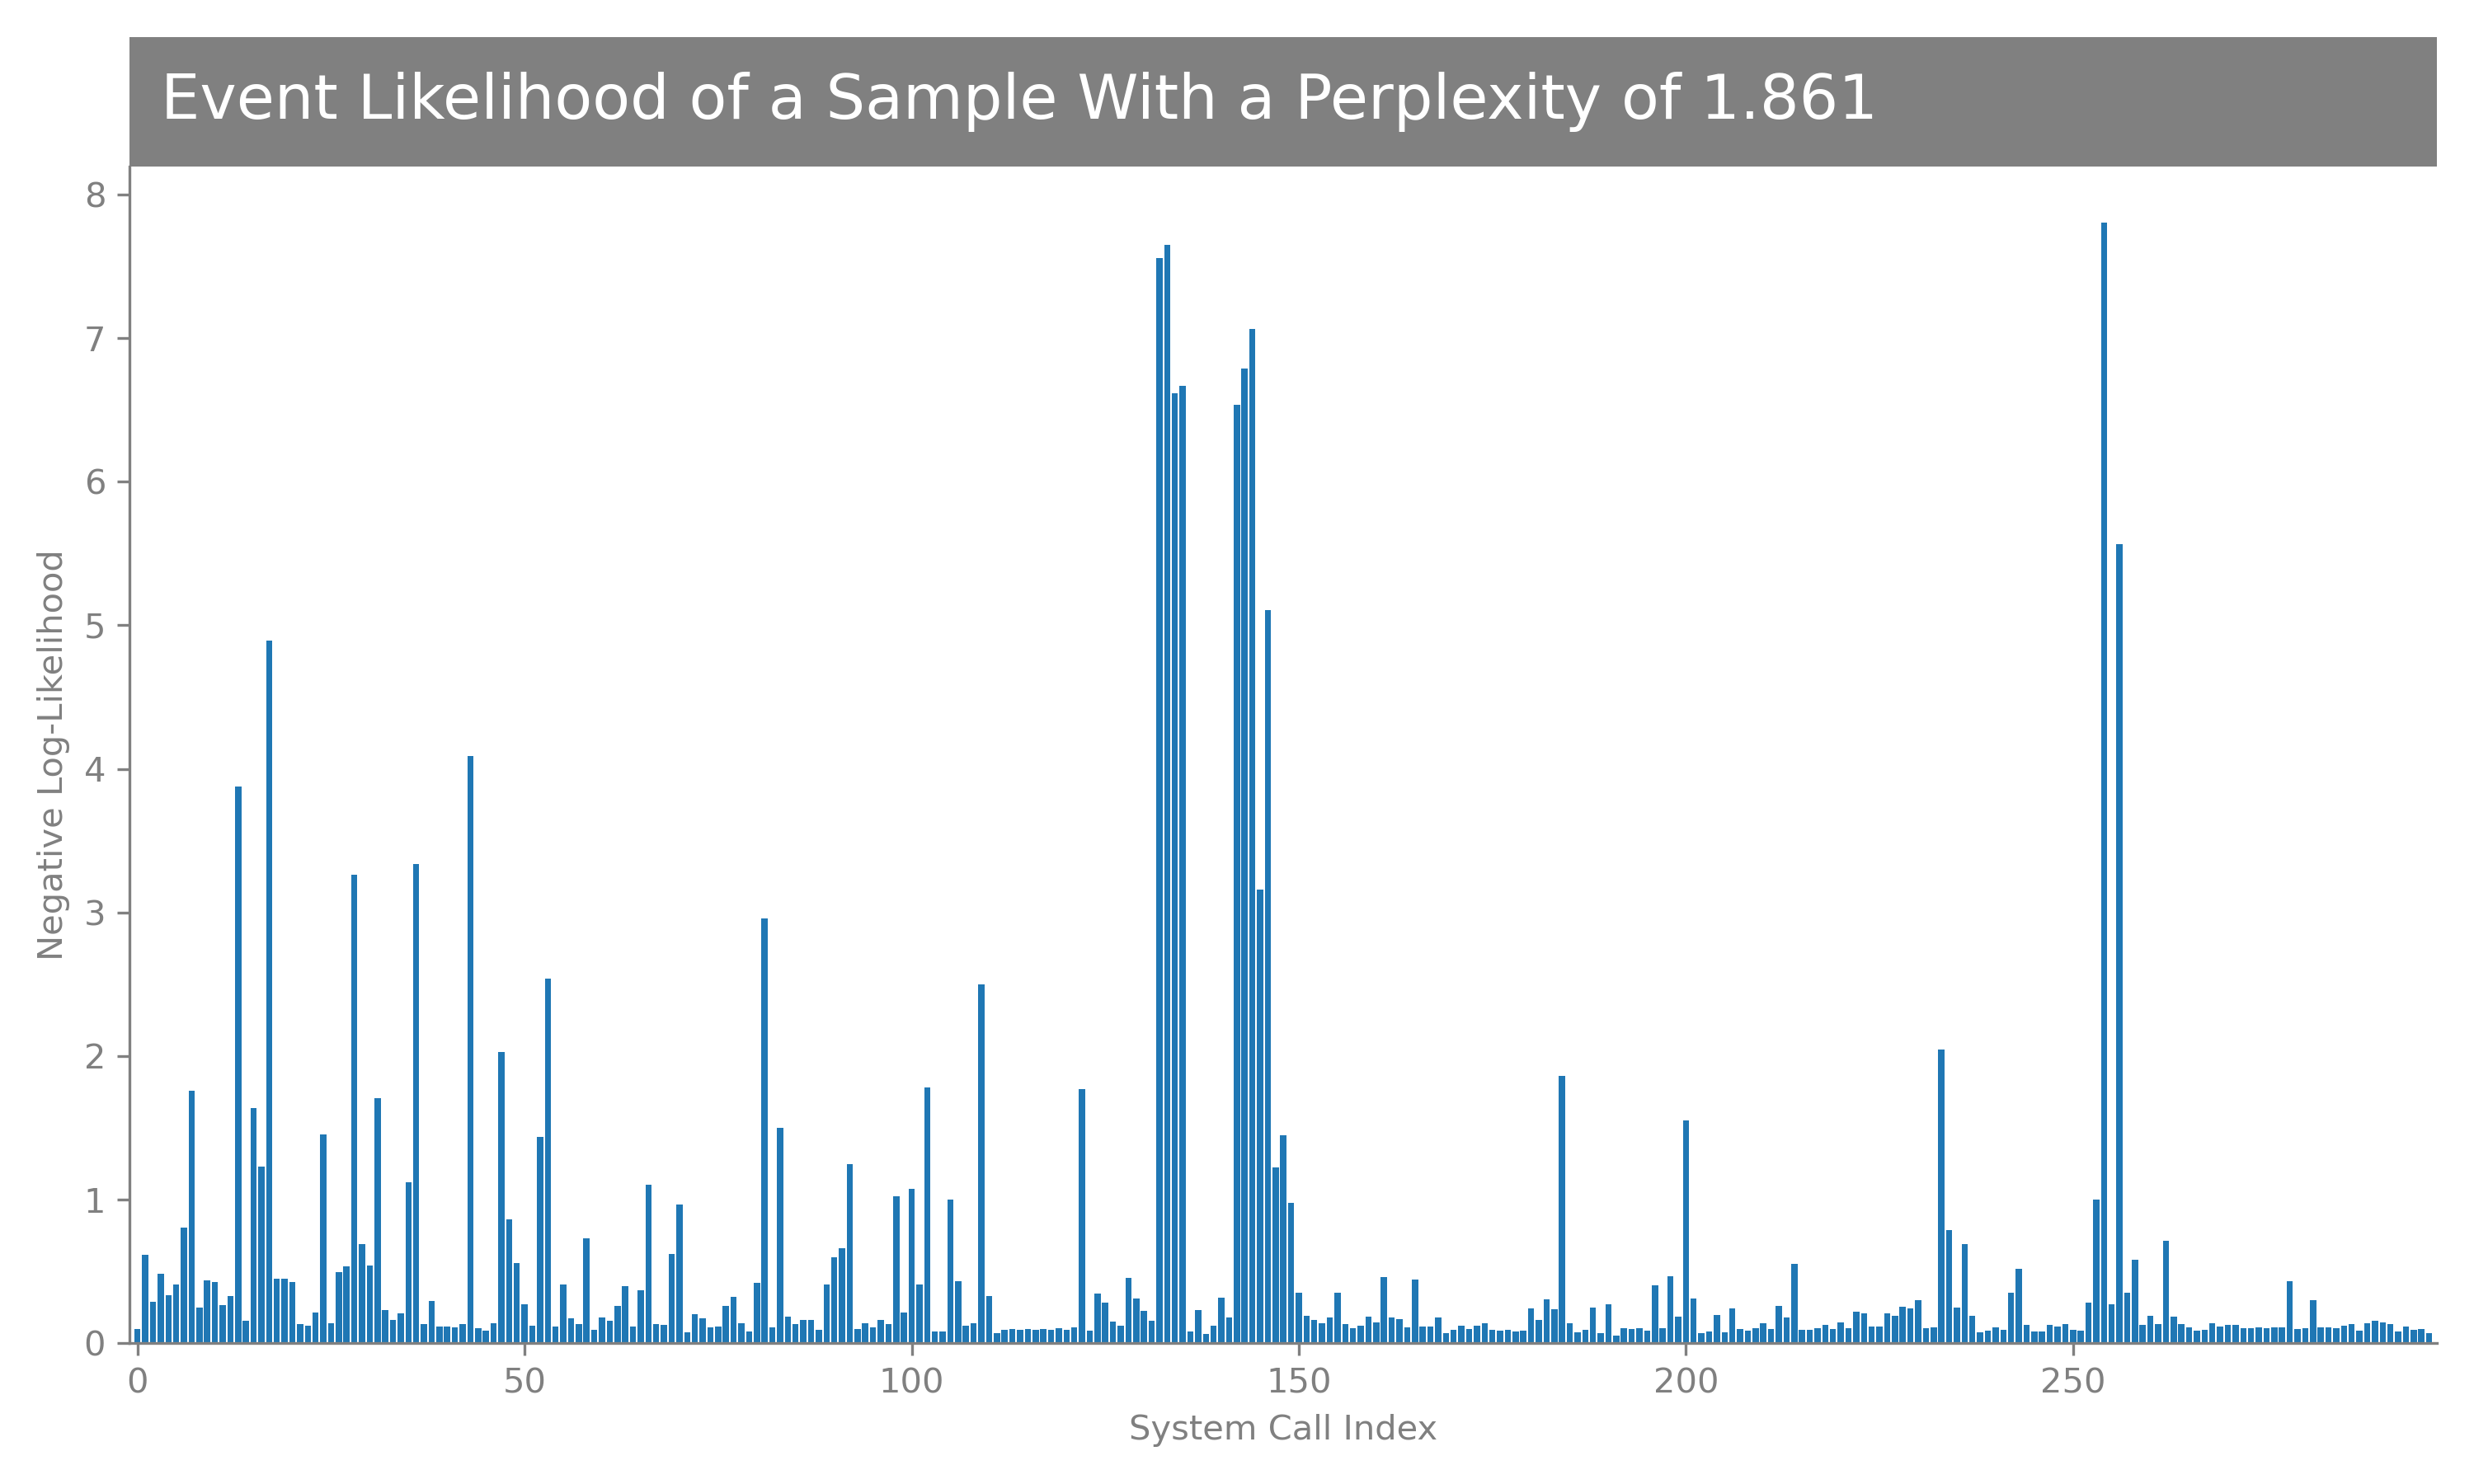 Event Likelihood of a Sample With a Perplexity of 1.861
8
7
6
5
4
3
2
1
0
Negative Log-Likelihood
0 50 100 150 200 250
System Call Index